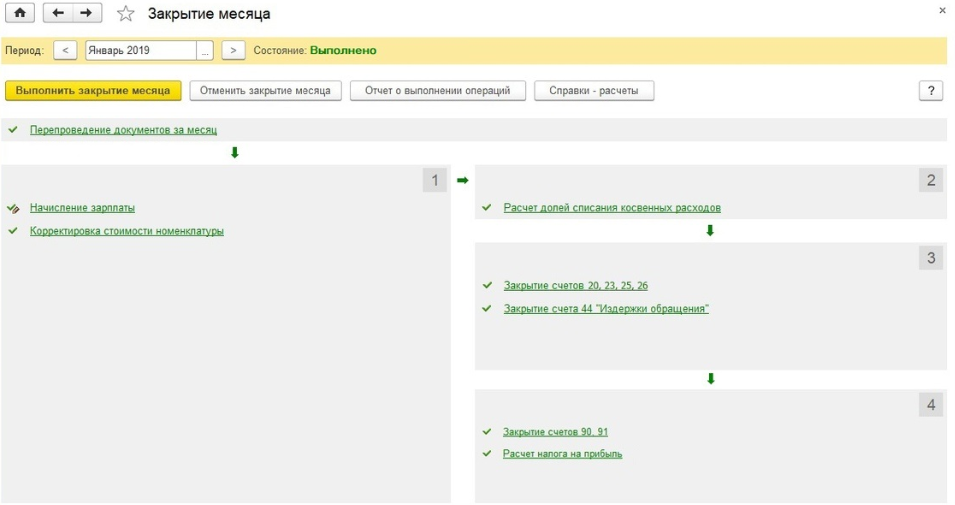 Закрытие месяца
Период: < Январь 2019 ... > Состояние: Выполнено
Выполнить закрытие месяца Отменить закрытие месяца Отчет о выполнении операций Справки - расчеты ?
Перепроведение документов за месяц
1
Начисление зарплаты
Корректировка стоимости номенклатуры
2
Расчет долей списания косвенных расходов
3
Закрытие счетов 20, 23, 25, 26
Закрытие счета 44 "Издержки обращения"
4
Закрытие счетов 90, 91
Расчет налога на прибыль